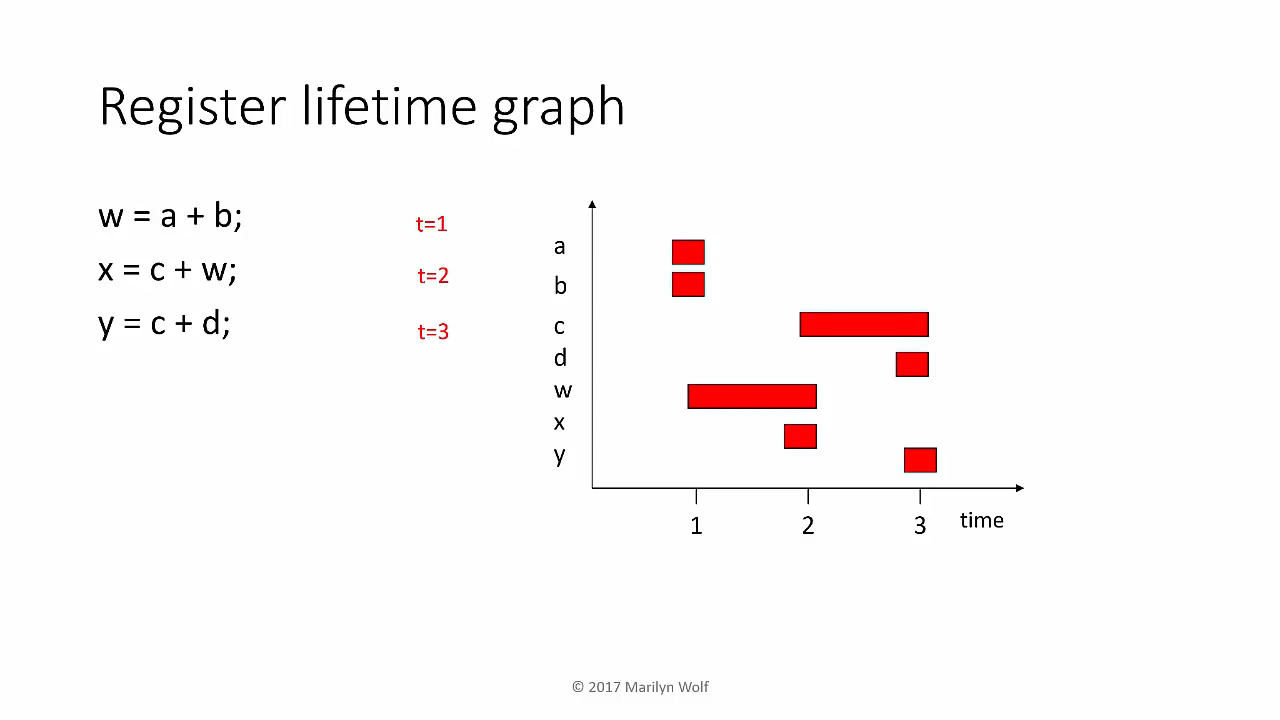 Register lifetime graph
w = a + b; t=1
x = c + w; t=2
y = c + d; t=3
a
b
c
d
w
x
y
1 2 3 time
© 2017 Marilyn Wolf